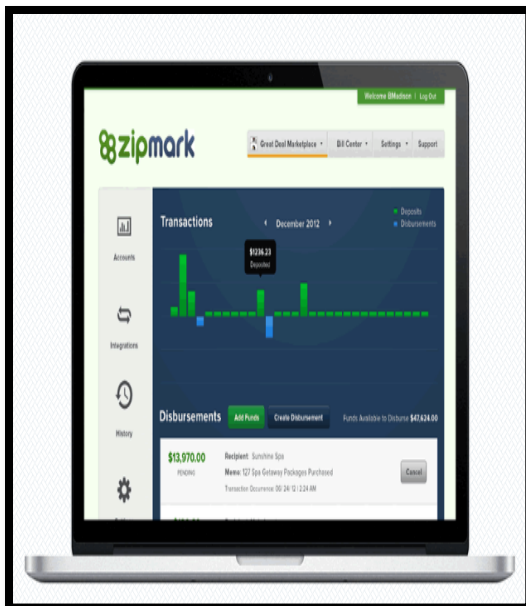 Welcome BMadison | Log Out
zipmark
Great Deal Marketplace
Bill Center
Settings
Support
Transactions
December 2012
Deposits
Disbursements
$1236.23
Deposited
Accounts
Integrations
History
Disbursements
Add Funds
Create Disbursement
Funds Available to Disburse $47,624.00
$13,970.00
PENDING
Recipient: Sunshine Spa
Memo: 127 Spa Getaway Packages Purchased
Transaction Occurrence: 08/ 24/ 12 | 2:24 AM
Cancel